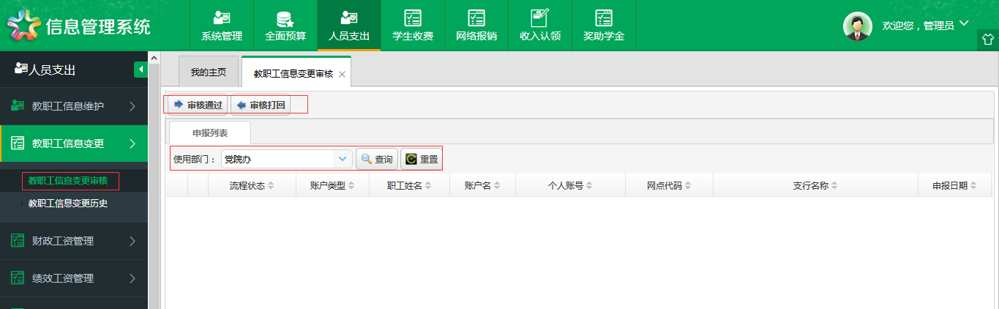 信息管理系统
系统管理
全面预算
人员支出
学生收费
网络报销
收入认领
奖助学金
欢迎您，管理员
人员支出
教职工信息维护
教职工信息变更
教职工信息变更审核
教职工信息变更历史
财政工资管理
绩效工资管理
我的主页
教职工信息变更审核
审核通过 审核打回
申报列表
使用部门： 党院办 查询 重置
流程状态 账户类型 职工姓名 账户名 个人账号 网点代码 支行名称 申报日期